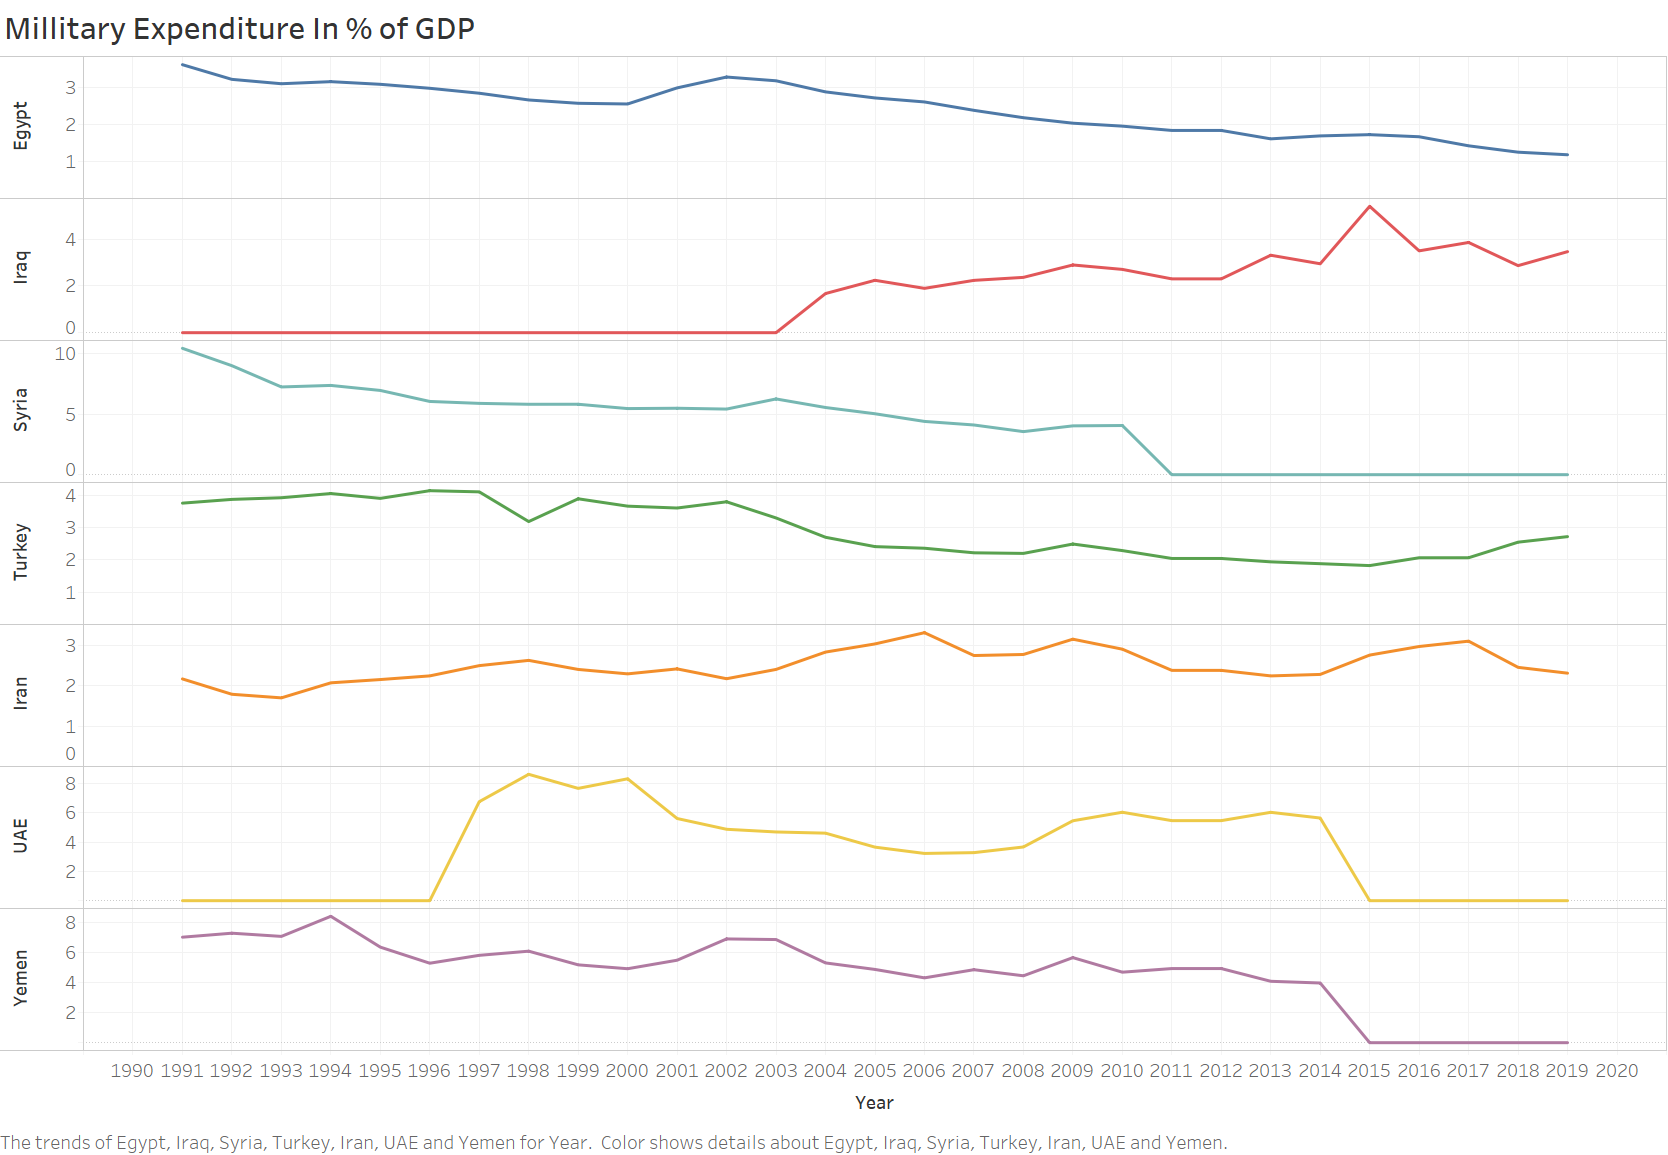 Millitary Expenditure In % of GDP
Egypt
3
2
1
Iraq
4
2
0
Syria
10
5
0
Turkey
4
3
2
1
Iran
3
2
1
0
UAE
8
6
4
2
Yemen
8
6
4
2
1990 1991 1992 1993 1994 1995 1996 1997 1998 1999 2000 2001 2002 2003 2004 2005 2006 2007 2008 2009 2010 2011 2012 2013 2014 2015 2016 2017 2018 2019 2020
Year
The trends of Egypt, Iraq, Syria, Turkey, Iran, UAE and Yemen for Year.  Color shows details about Egypt, Iraq, Syria, Turkey, Iran, UAE and Yemen.